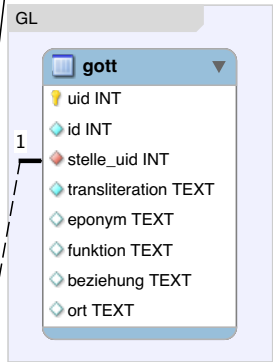 GL
gott
uid INT
id INT
1
stelle_uid INT
transliteration TEXT
eponym TEXT
funktion TEXT
beziehung TEXT
ort TEXT